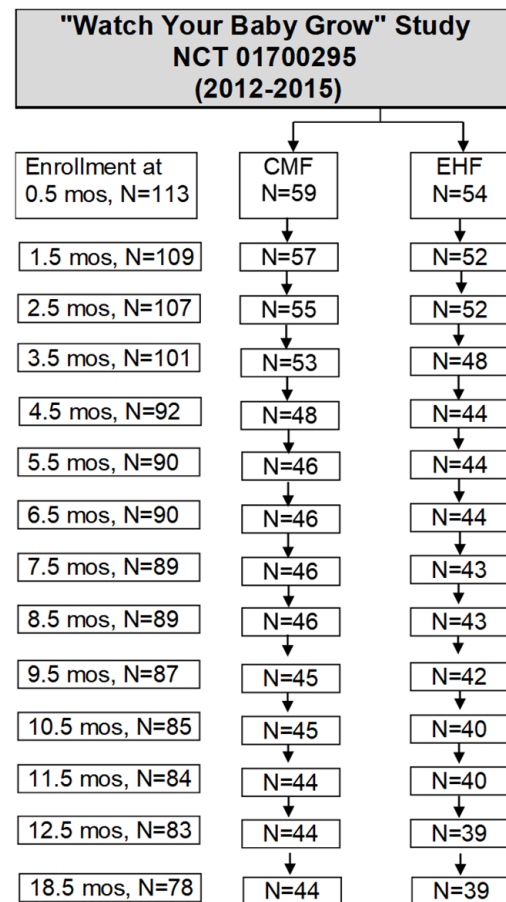 "Watch Your Baby Grow" Study
NCT 01700295
(2012-2015)
Enrollment at
0.5 mos, N=113
CMF
N=59
EHF
N=54
1.5 mos, N=109
N=57
N=52
2.5 mos, N=107
N=55
N=52
3.5 mos, N=101
N=53
N=48
4.5 mos, N=92
N=48
N=44
5.5 mos, N=90
N=46
N=44
6.5 mos, N=90
N=46
N=44
7.5 mos, N=89
N=46
N=43
8.5 mos, N=89
N=46
N=43
9.5 mos, N=87
N=45
N=42
10.5 mos, N=85
N=45
N=40
11.5 mos, N=84
N=44
N=40
12.5 mos, N=83
N=44
N=39
18.5 mos, N=78
N=44
N=39